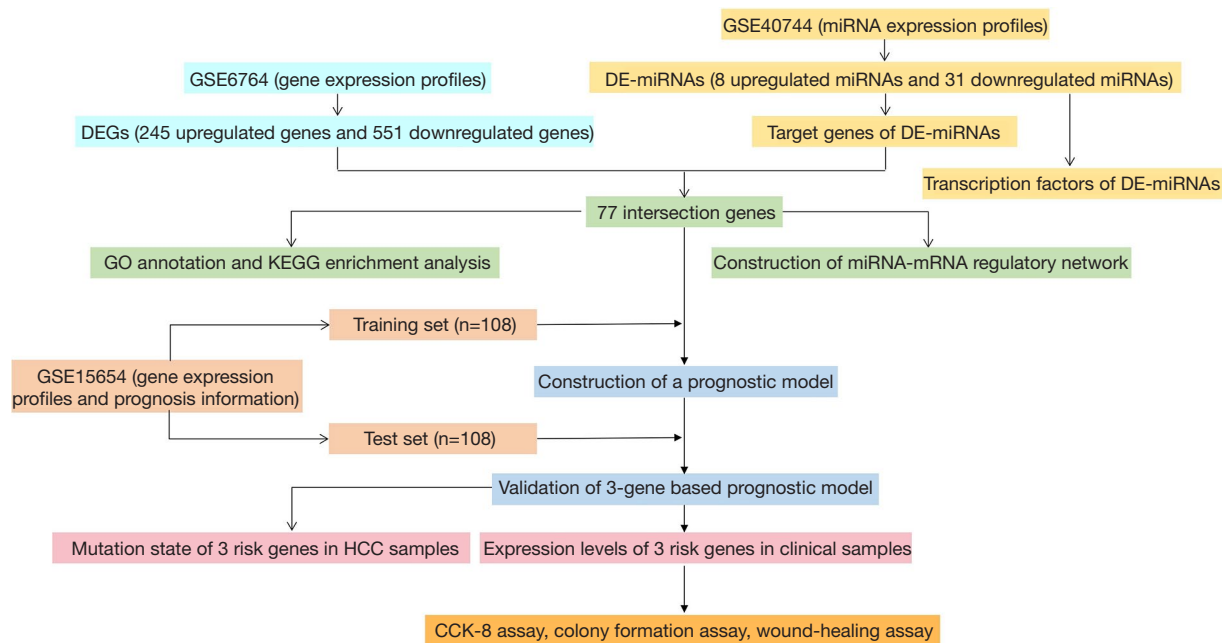 GSE40744 (miRNA expression profiles)
GSE6764 (gene expression profiles)
DE-miRNAs (8 upregulated miRNAs and 31 downregulated miRNAs)
DEGs (245 upregulated genes and 551 downregulated genes)
Target genes of DE-miRNAs
Transcription factors of DE-miRNAs
77 intersection genes
GO annotation and KEGG enrichment analysis
Construction of miRNA-mRNA regulatory network
Training set (n=108)
GSE15654 (gene expression
profiles and prognosis information)
Construction of a prognostic model
Test set (n=108)
Validation of 3-gene based prognostic model
Mutation state of 3 risk genes in HCC samples
Expression levels of 3 risk genes in clinical samples
CCK-8 assay, colony formation assay, wound-healing assay